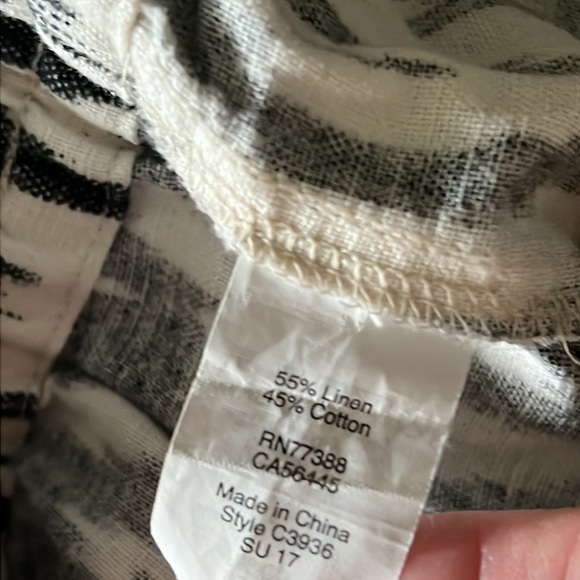 55% Linen
45% Cotton
RN77388
CA56445
Made in China
Style C3936
SU 17